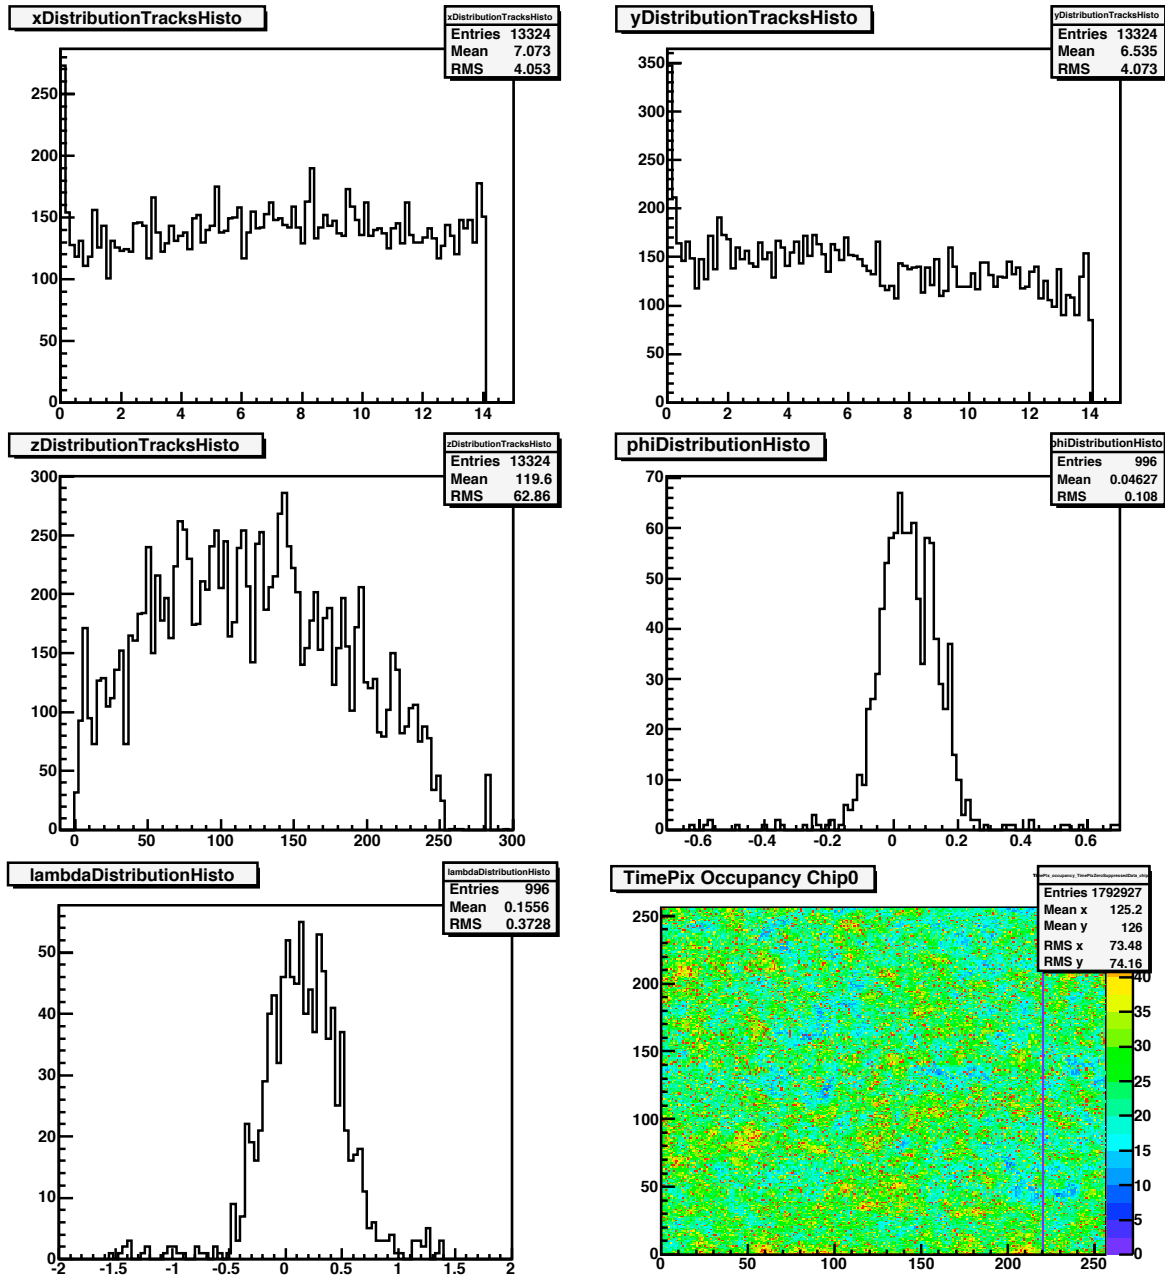 xDistributionTracksHisto
xDistributionTracksHisto
Entries 13324
Mean 7.073
RMS 4.053
250
200
150
100
50
0
0 2 4 6 8 10 12 14
yDistributionTracksHisto
yDistributionTracksHisto
Entries 13324
Mean 6.535
RMS 4.073
350
300
250
200
150
100
50
0
0 2 4 6 8 10 12 14
zDistributionTracksHisto
zDistributionTracksHisto
Entries 13324
Mean 119.6
RMS 62.86
300
250
200
150
100
50
0
0 50 100 150 200 250 300
phiDistributionHisto
phiDistributionHisto
Entries 996
Mean 0.04627
RMS 0.108
70
60
50
40
30
20
10
0
-0.6 -0.4 -0.2 0 0.2 0.4 0.6
lambdaDistributionHisto
lambdaDistributionHisto
Entries 996
Mean 0.1556
RMS 0.3728
50
40
30
20
10
0
-2 -1.5 -1 -0.5 0 0.5 1 1.5 2
TimePix Occupancy Chip0
Entries 1792927
Mean x 125.2
Mean y 126
RMS x 73.48
RMS y 74.16
250
200
150
100
50
0
0 50 100 150 200 250
40
35
30
25
20
15
10
5
0